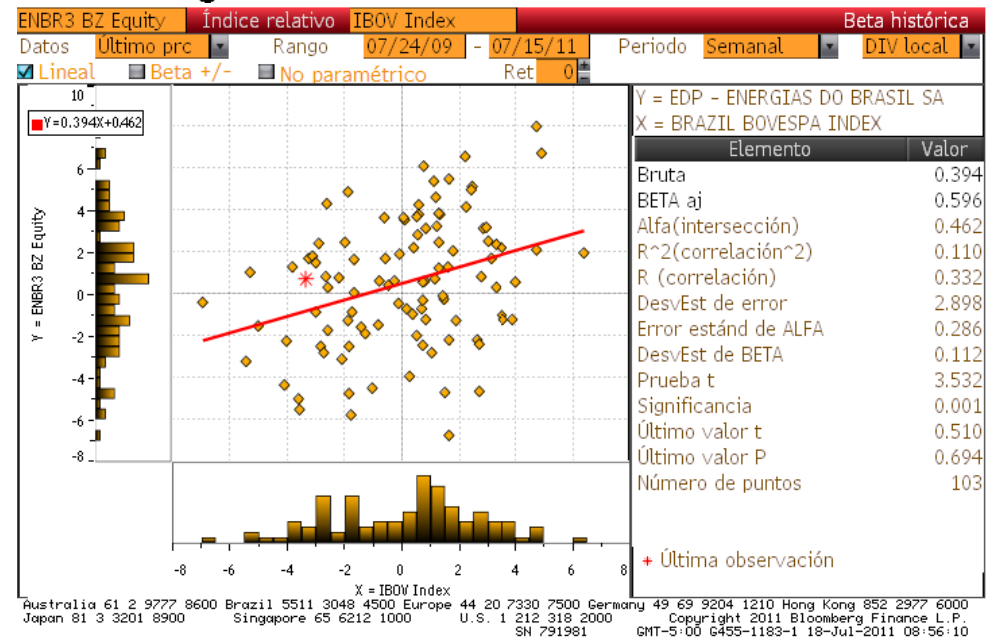 ENBR3 BZ Equity Índice relativo IBOV Index Beta histórica
Datos Último prc Rango 07/24/09 - 07/15/11 Periodo Semanal DIV local
Lineal Beta +/- No paramétrico Ret 0
Y=0.394X+0.462
10
6
4
2
0
-2
-4
-6
-8
Y = ENBR3 BZ Equity
-8 -6 -4 -2 0 2 4 6 8
X = IBOV Index
Y = EDP - ENERGIAS DO BRASIL SA
X = BRAZIL BOVESPA INDEX
Elemento Valor
Bruta 0.394
BETA aj 0.596
Alfa(intersección) 0.462
R^2(correlación^2) 0.110
R (correlación) 0.332
DesvEst de error 2.898
Error estánd de ALFA 0.286
DesvEst de BETA 0.112
Prueba t 3.532
Significancia 0.001
Último valor t 0.510
Último valor P 0.694
Número de puntos 103
+ Última observación
Australia 61 2 9777 8600 Brazil 5511 3048 4500 Europe 44 20 7330 7500 Germany 49 69 9204 1210 Hong Kong 852 2977 6000
Japan 81 3 3201 8900 Singapore 65 6212 1000 U.S. 1 212 318 2000 Copyright 2011 Bloomberg Finance L.P.
SN 791981 GMT-5:00 G455-1183-1 18-Jul-2011 08:56:10